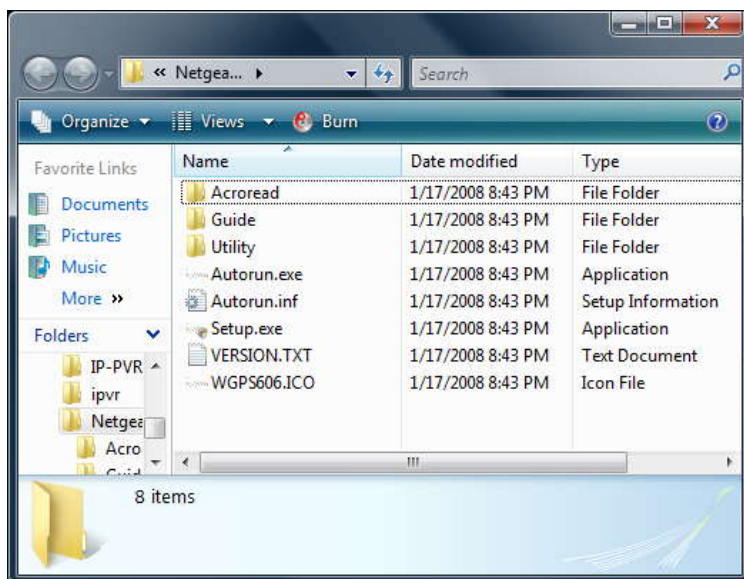 « Netgea...
Search
Organize Views Burn
Favorite Links
Documents
Pictures
Music
More »
Folders
IP-PVR
ipvr
Netgea
Acro
Guid
Name Date modified Type
Acroread 1/17/2008 8:43 PM File Folder
Guide 1/17/2008 8:43 PM File Folder
Utility 1/17/2008 8:43 PM File Folder
Autorun.exe 1/17/2008 8:43 PM Application
Autorun.inf 1/17/2008 8:43 PM Setup Information
Setup.exe 1/17/2008 8:43 PM Application
VERSION.TXT 1/17/2008 8:43 PM Text Document
WGPS606.ICO 1/17/2008 8:43 PM Icon File
8 items